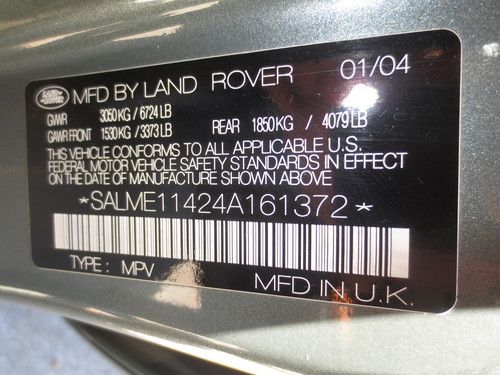 LAND ROVER MFD BY LAND ROVER 01/04
GVWR 3050 KG / 6724 LB
GAWR FRONT 1530 KG / 3373 LB REAR 1850 KG / 4079 LB
THIS VEHICLE CONFORMS TO ALL APPLICABLE U.S.
FEDERAL MOTOR VEHICLE SAFETY STANDARDS IN EFFECT
ON THE DATE OF MANUFACTURE SHOWN ABOVE
*SALME11424A161372*
TYPE : MPV MFD IN U.K.